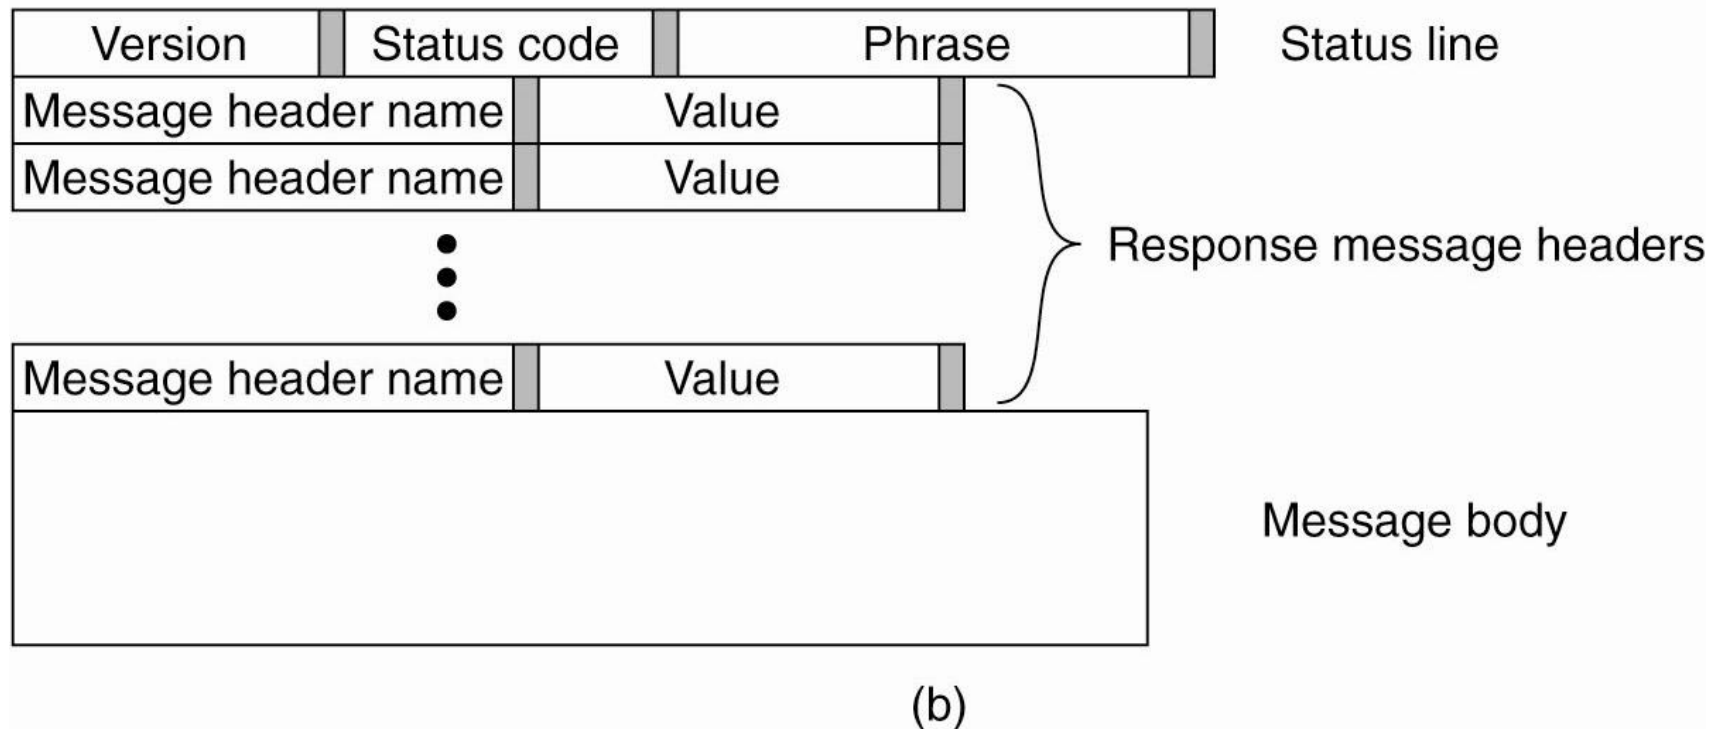 Version Status code Phrase Status line
Message header name Value
Message header name Value
Response message headers
Message header name Value
Message body
(b)